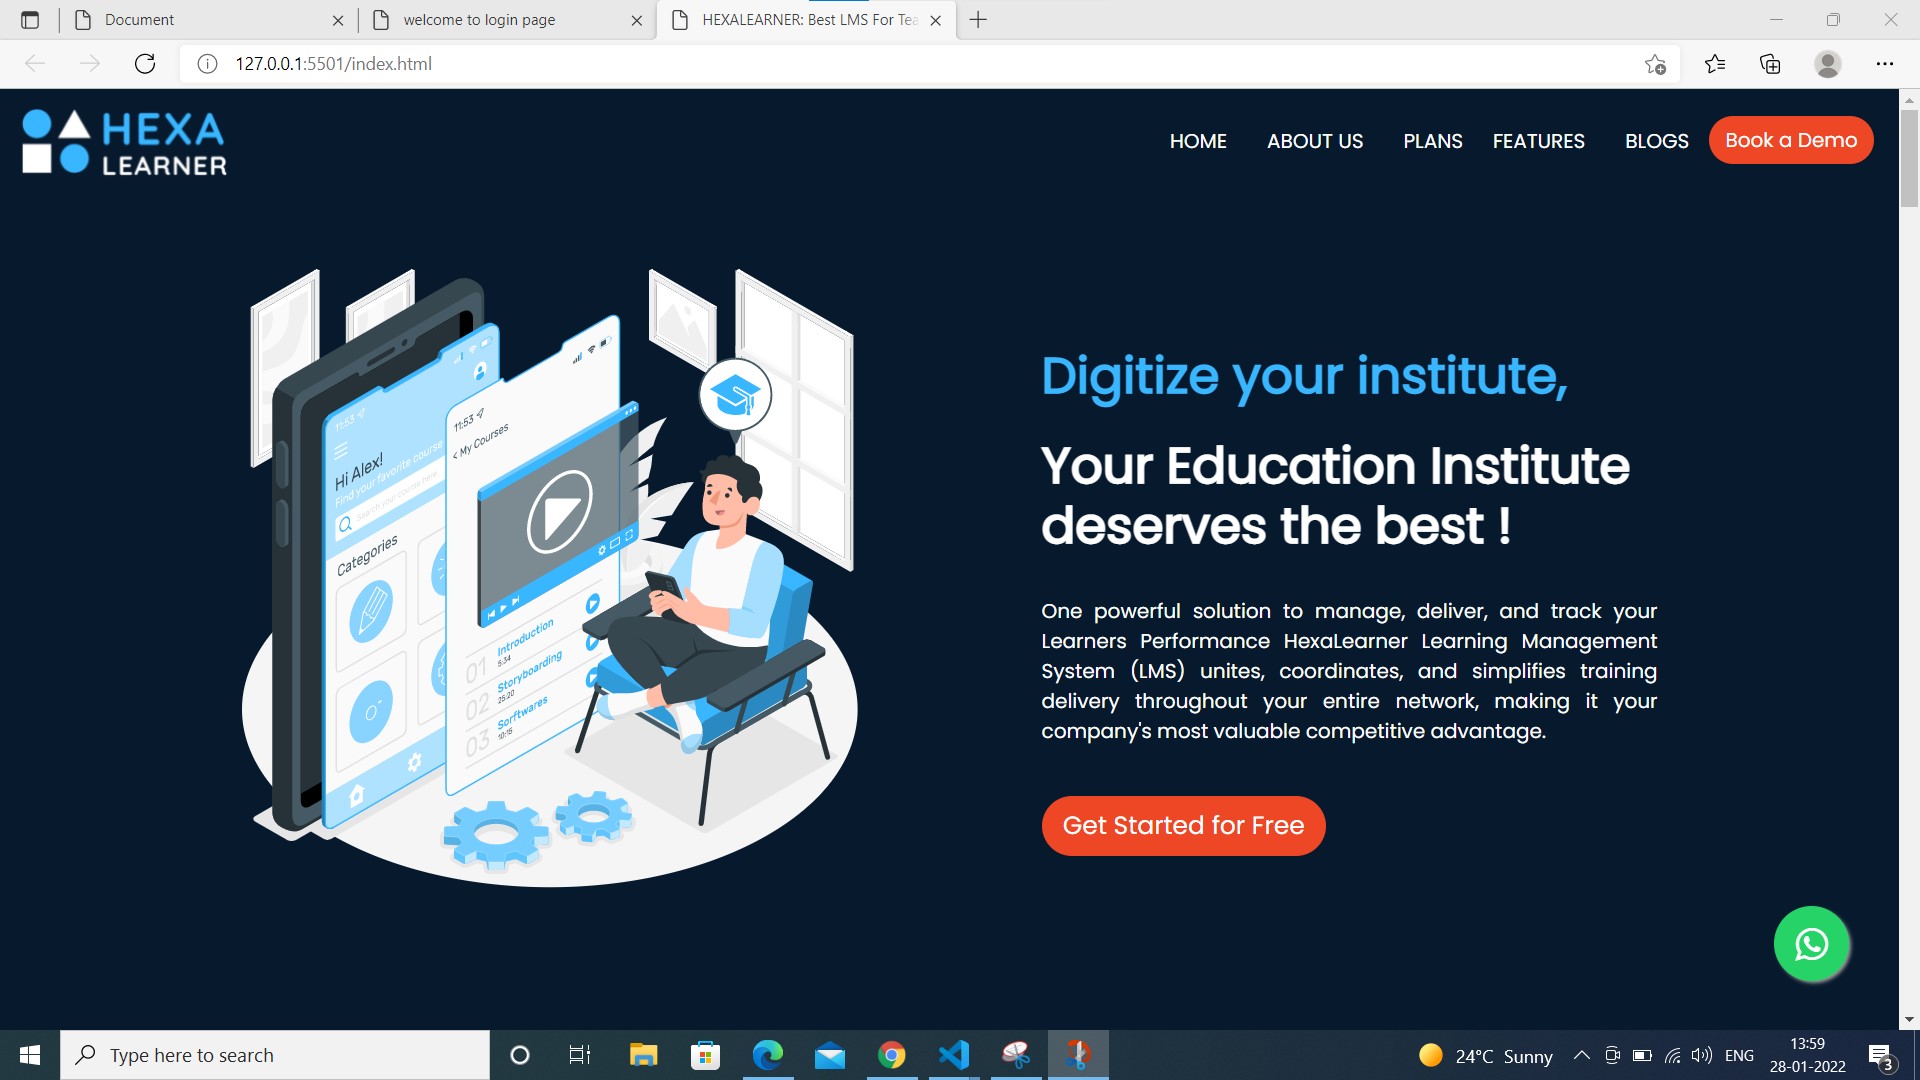 Document
welcome to login page
HEXALEARNER: Best LMS For Tea
127.0.0.1:5501/index.html
HEXA
LEARNER
HOME
ABOUT US
PLANS
FEATURES
BLOGS
Book a Demo
11:53
Hi Alex!
Find your favorite course
Search your course here
Categories
11:53
< My Courses
01 Introduction
5:34
02 Storyboarding
25:20
03 Sorftwares
10:15
Digitize your institute,
Your Education Institute
deserves the best !
One powerful solution to manage, deliver, and track your
Learners Performance HexaLearner Learning Management
System (LMS) unites, coordinates, and simplifies training
delivery throughout your entire network, making it your
company's most valuable competitive advantage.
Get Started for Free
Type here to search
24°C Sunny
ENG
13:59
28-01-2022
3